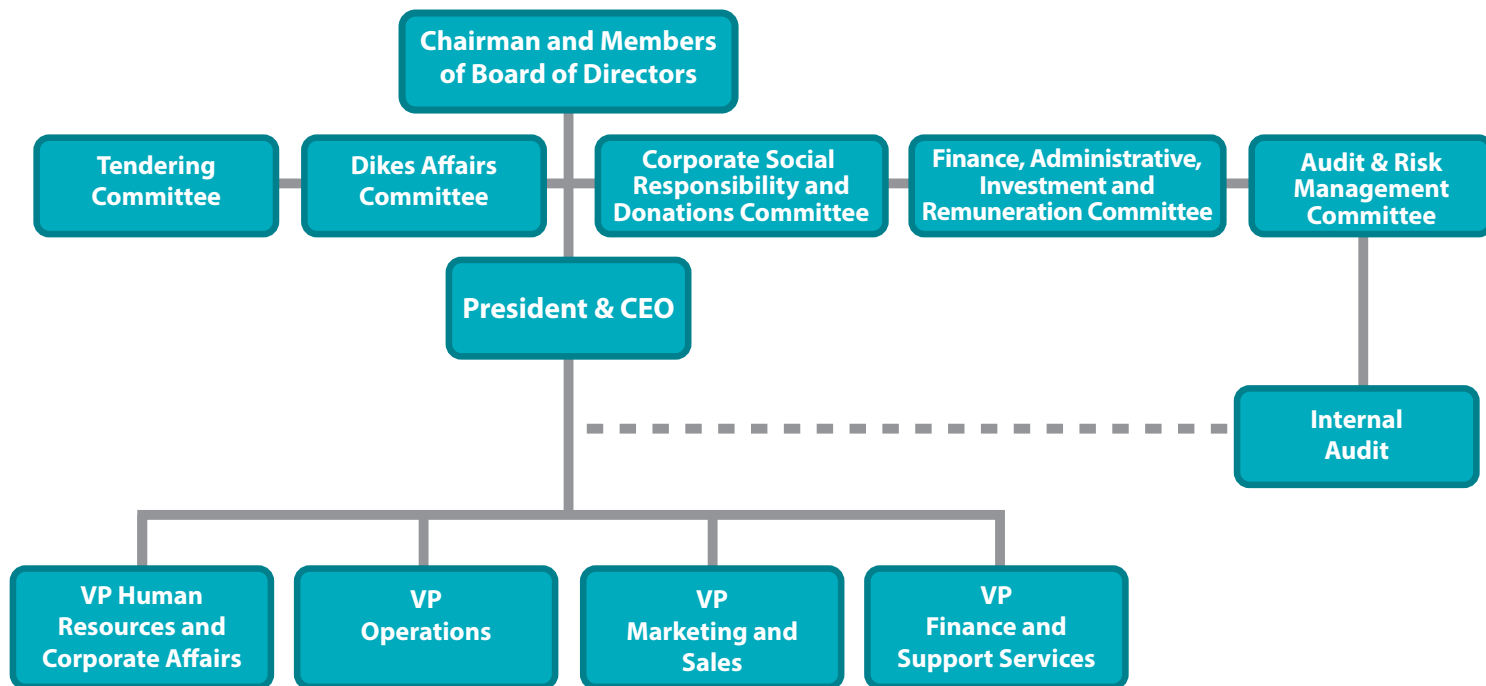 Chairman and Members
of Board of Directors
Tendering
Committee
Dikes Affairs
Committee
Corporate Social
Responsibility and
Donations Committee
Finance, Administrative,
Investment and
Remuneration Committee
Audit & Risk
Management
Committee
President & CEO
Internal
Audit
VP Human
Resources and
Corporate Affairs
VP
Operations
VP
Marketing and
Sales
VP
Finance and
Support Services